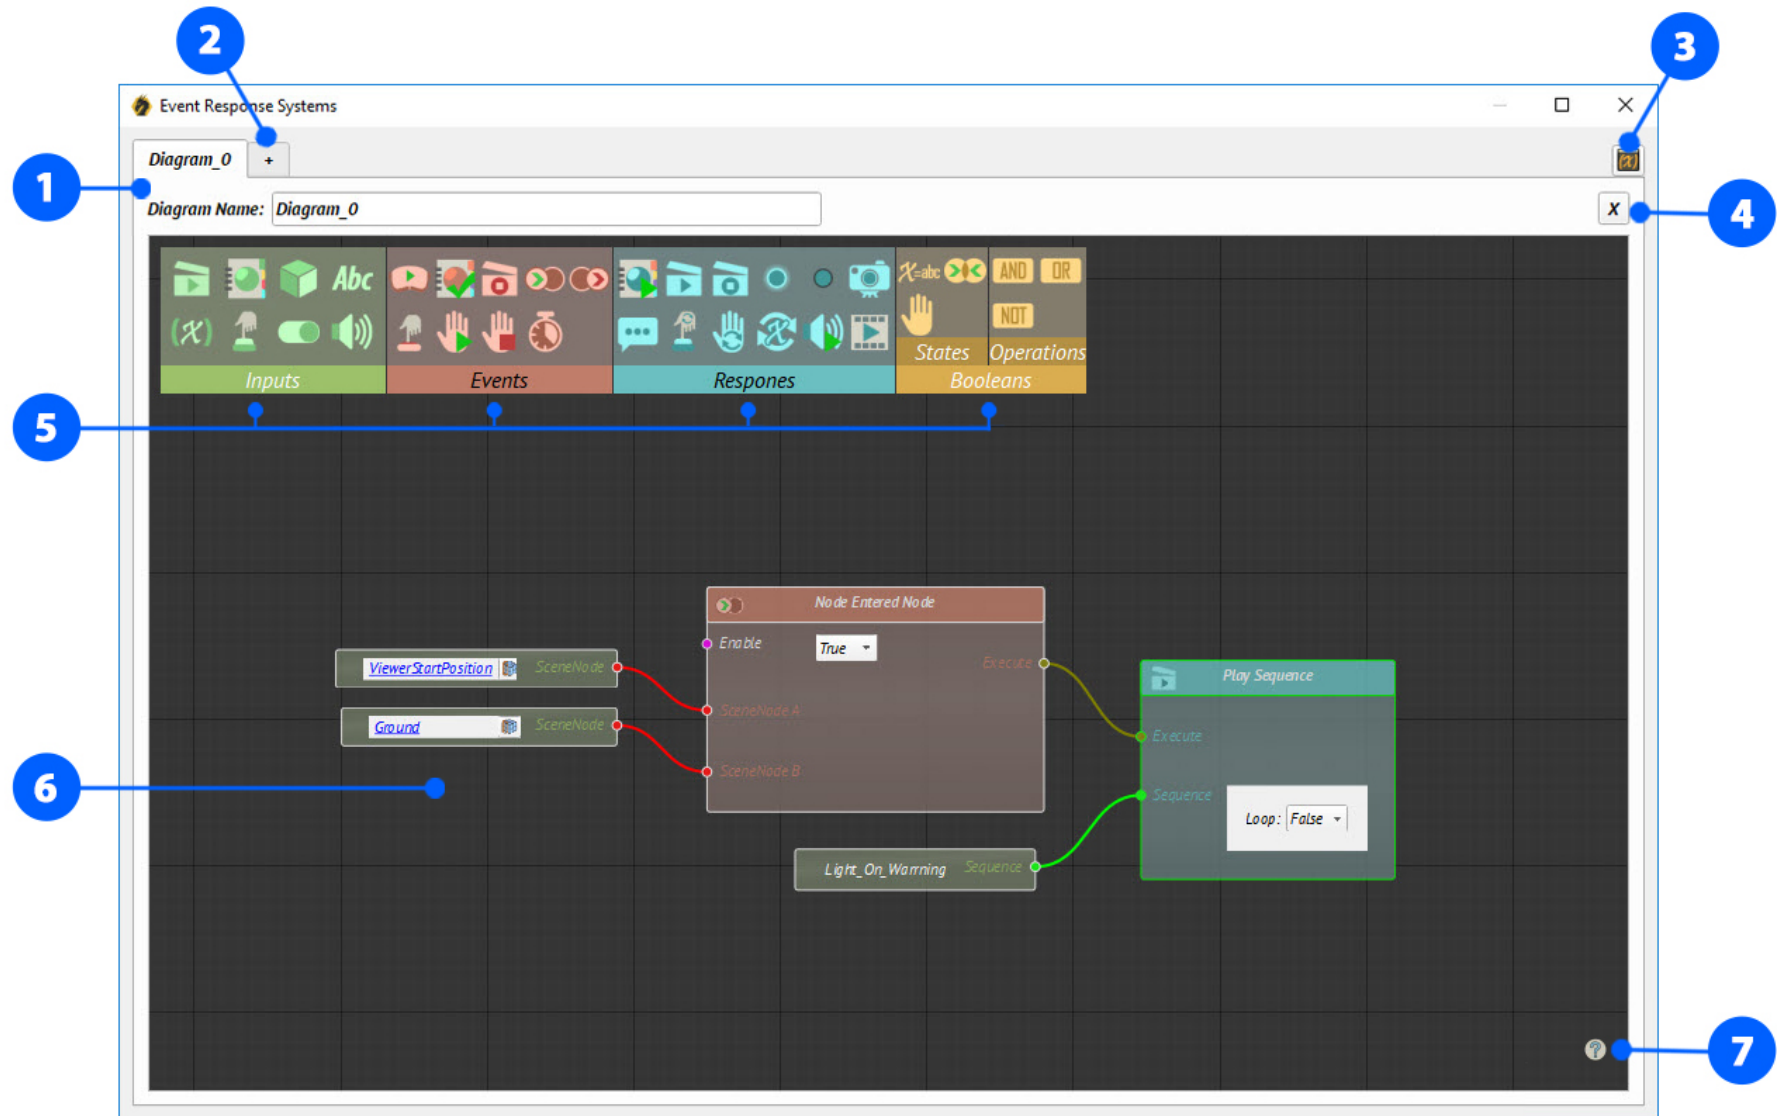 2
3
Event Response Systems
Diagram_0 +
(x)
1
Diagram Name: Diagram_0
X
4
Abc
X=abc AND OR
(x)
NOT
States Operations
Inputs Events Respones Booleans
5
Node Entered Node
Enable True
ViewerStartPosition SceneNode
Execute
Play Sequence
SceneNode A
Ground SceneNode
Execute
SceneNode B
6
Sequence
Loop: False
Light_On_Warrning Sequence
?
7